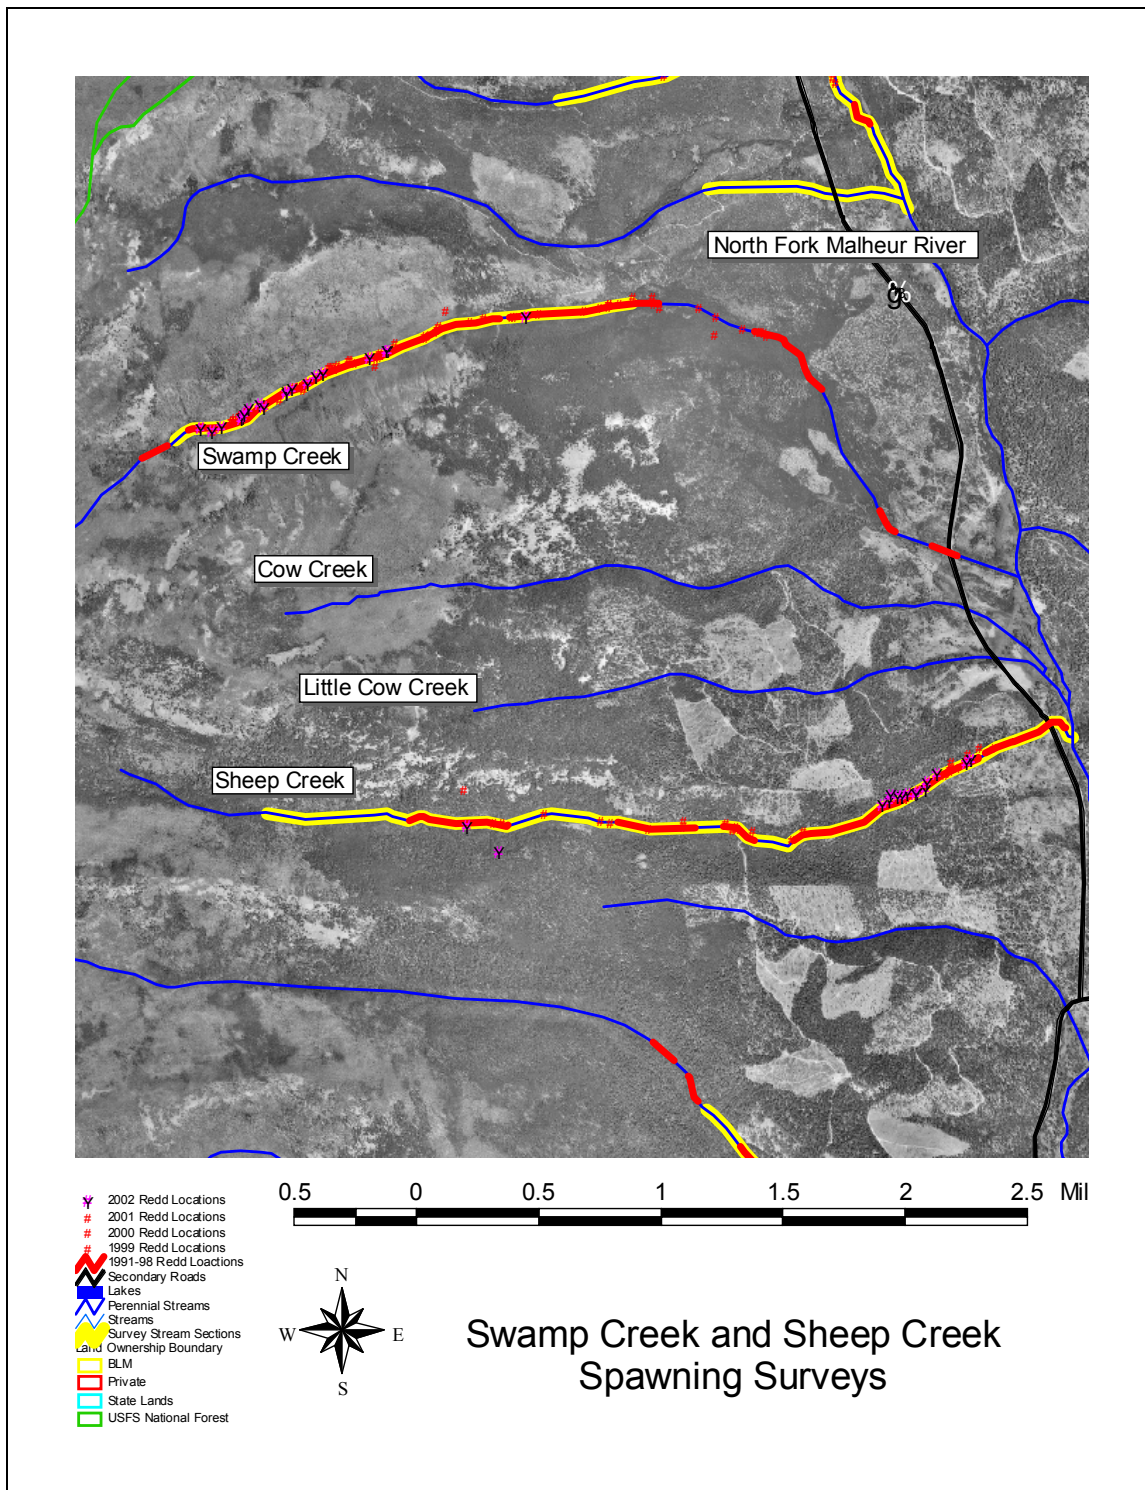 North Fork Malheur River
Swamp Creek
Cow Creek
Little Cow Creek
Sheep Creek
0.5 0 0.5 1 1.5 2 2.5 Mil
2002 Redd Locations
2001 Redd Locations
2000 Redd Locations
1999 Redd Locations
1991-98 Redd Loactions
Secondary Roads
Lakes
Perennial Streams
Streams
Survey Stream Sections
Land Ownership Boundary
BLM
Private
State Lands
USFS National Forest
N
W E
S
Swamp Creek and Sheep Creek
Spawning Surveys